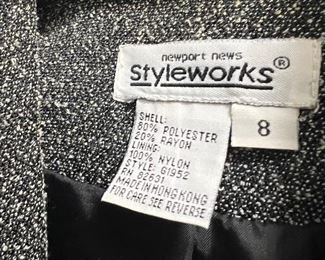 newport news
Styleworks®
8
SHELL:
80% POLYESTER
20% RAYON
LINING:
100% NYLON
STYLE: G1952
RN 82631
MADE IN HONG KONG
FOR CARE SEE REVERSE